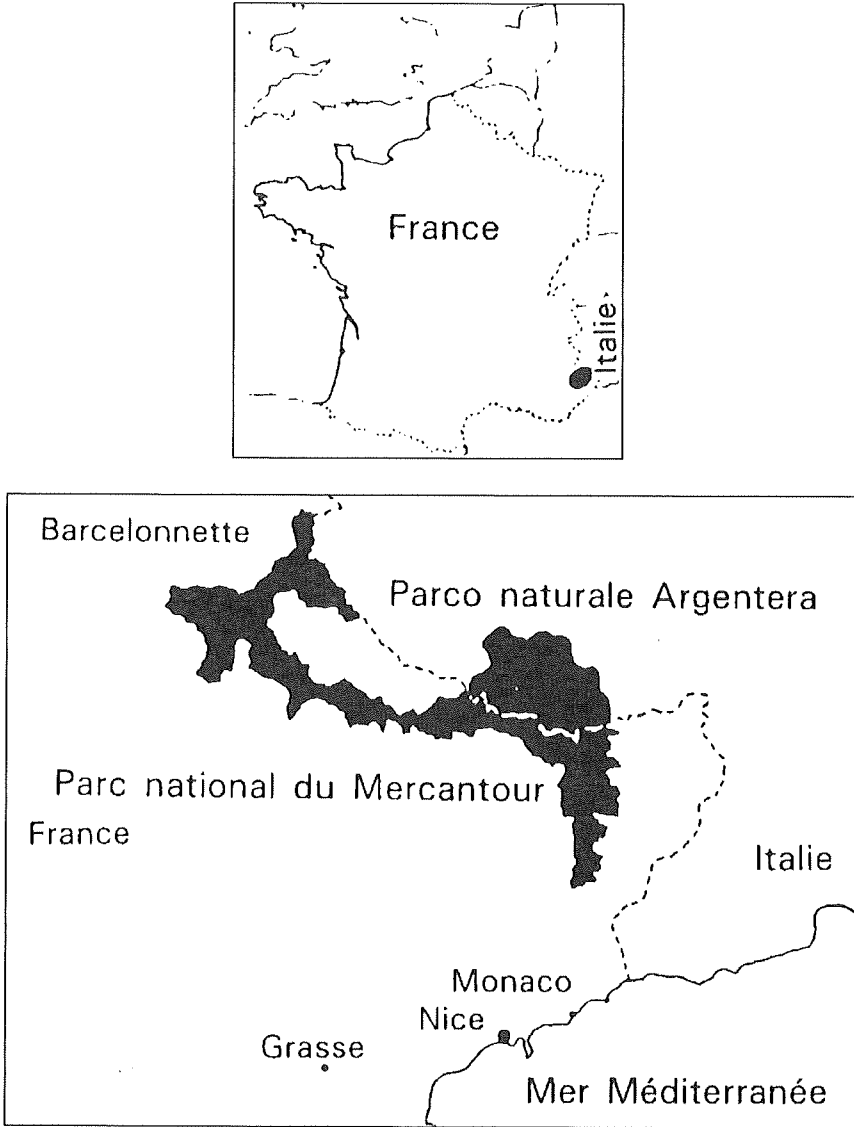 France
Italie
Barcelonnette
Parco naturale Argentera
Parc national du Mercantour
France
Italie
Monaco
Nice
Grasse
Mer Méditerranée